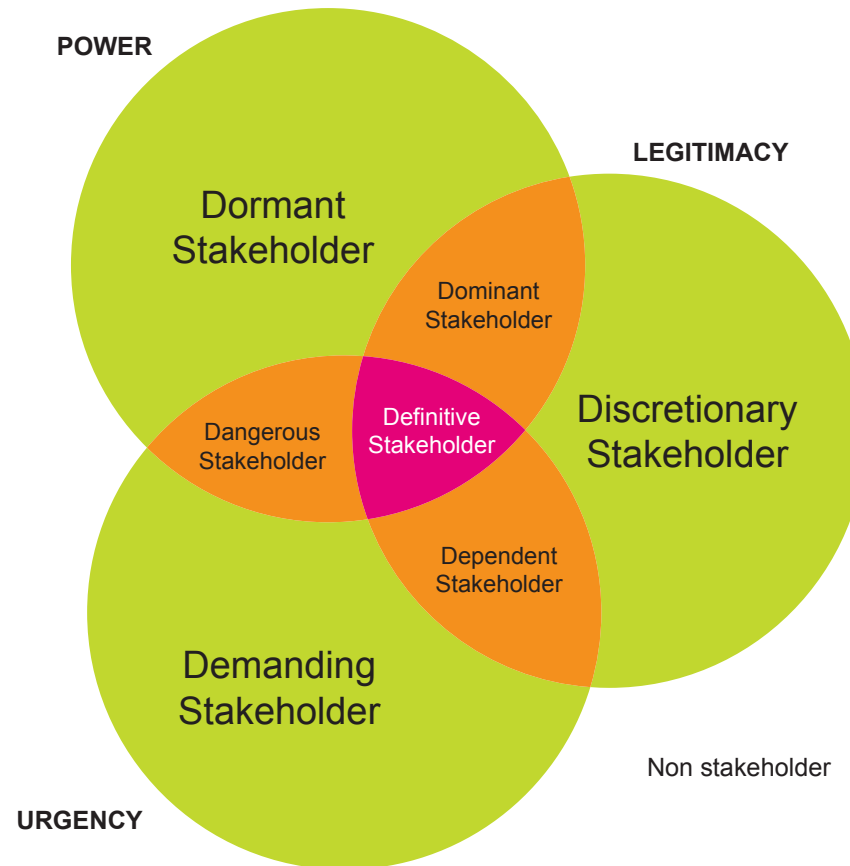 POWER
LEGITIMACY
Dormant
Stakeholder
Dominant
Stakeholder
Discretionary
Stakeholder
Definitive
Stakeholder
Dangerous
Stakeholder
Dependent
Stakeholder
Demanding
Stakeholder
Non stakeholder
URGENCY